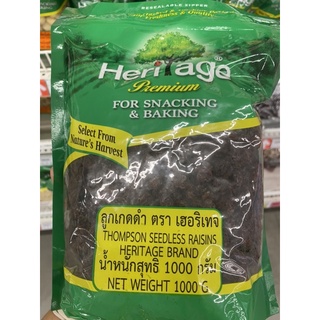 RESEALABLE ZIPPER
Heritage
Premium
FOR SNACKING
& BAKING
Select From
Nature's Harvest
ลูกเกดดำ ตรา เฮอริเทจ
THOMPSON SEEDLESS RAISINS
HERITAGE BRAND
น้ำหนักสุทธิ 1000 กรัม
NET WEIGHT 1000 G